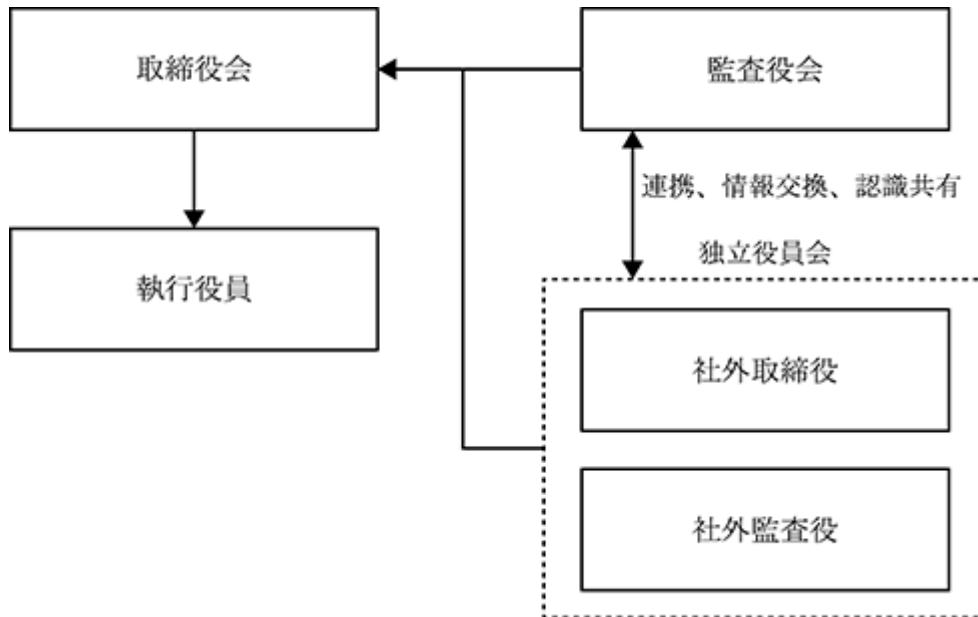 取締役会
監査役会
連携、情報交換、認識共有
独立役員会
執行役員
社外取締役
社外監査役